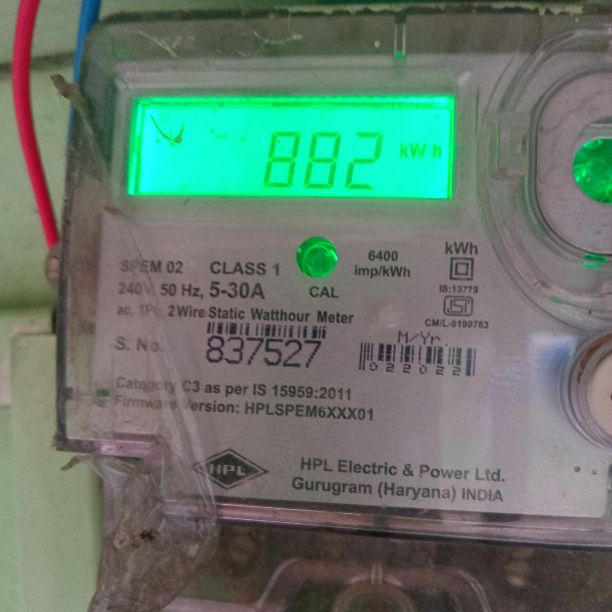 882 kWh
SPEM 02 CLASS 1 6400 imp/kWh kWh
240V, 50 Hz, 5-30A CAL IS:13779
ac, 2Wire Static Watthour Meter CM/L-9190783
S. No. 837527 M/Yr. 022022
Category C3 as per IS 15959:2011
Firmware Version: HPLSPEM6XXX01
HPL HPL Electric & Power Ltd.
Gurugram (Haryana) INDIA